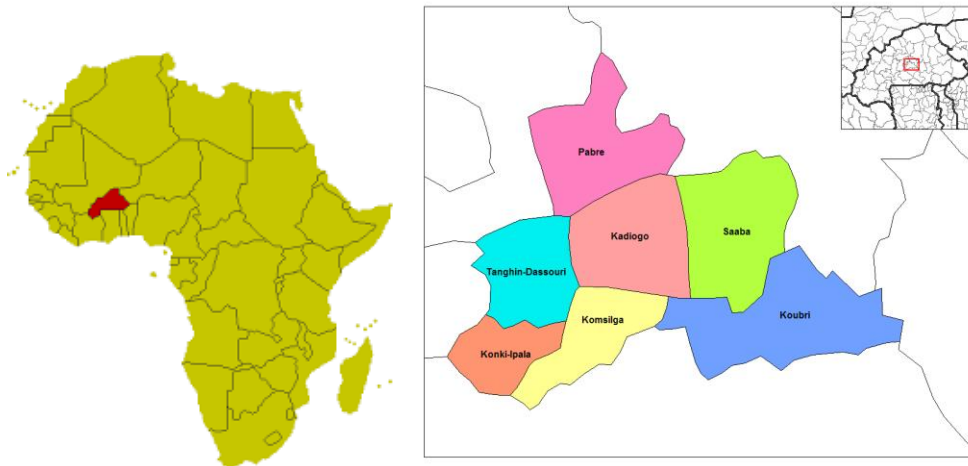 Pabre
Kadiogo
Saaba
Tanghin-Dassouri
Komsilga
Koubri
Konki-Ipala